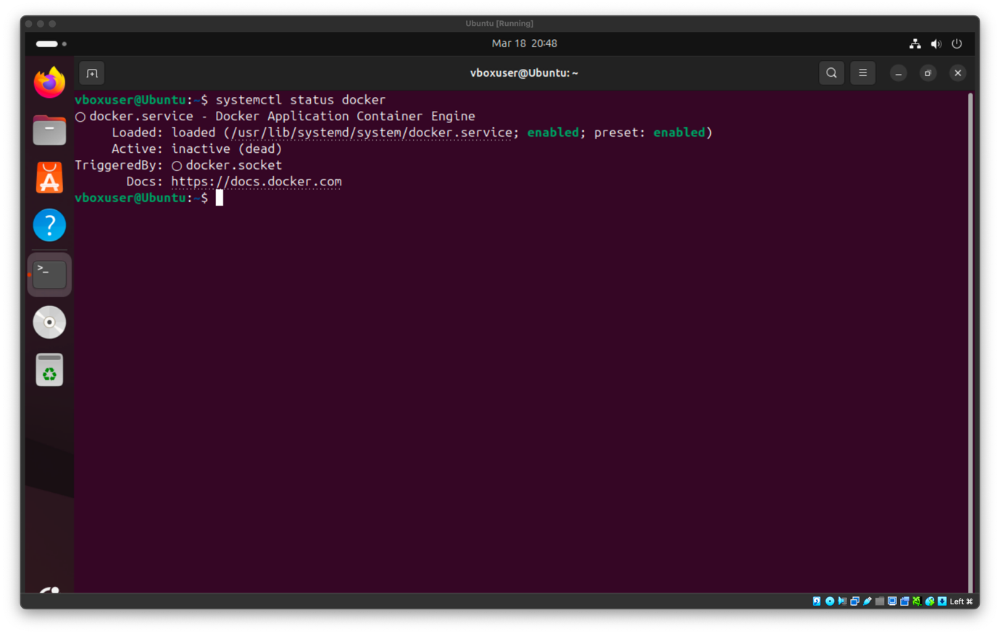 Ubuntu [Running]
Mar 18 20:48
vboxuser@Ubuntu: ~
vboxuser@Ubuntu:~$ systemctl status docker
○ docker.service - Docker Application Container Engine
     Loaded: loaded (/usr/lib/systemd/system/docker.service; enabled; preset: enabled)
     Active: inactive (dead)
TriggeredBy: ○ docker.socket
       Docs: https://docs.docker.com
vboxuser@Ubuntu:~$
Left ⌘